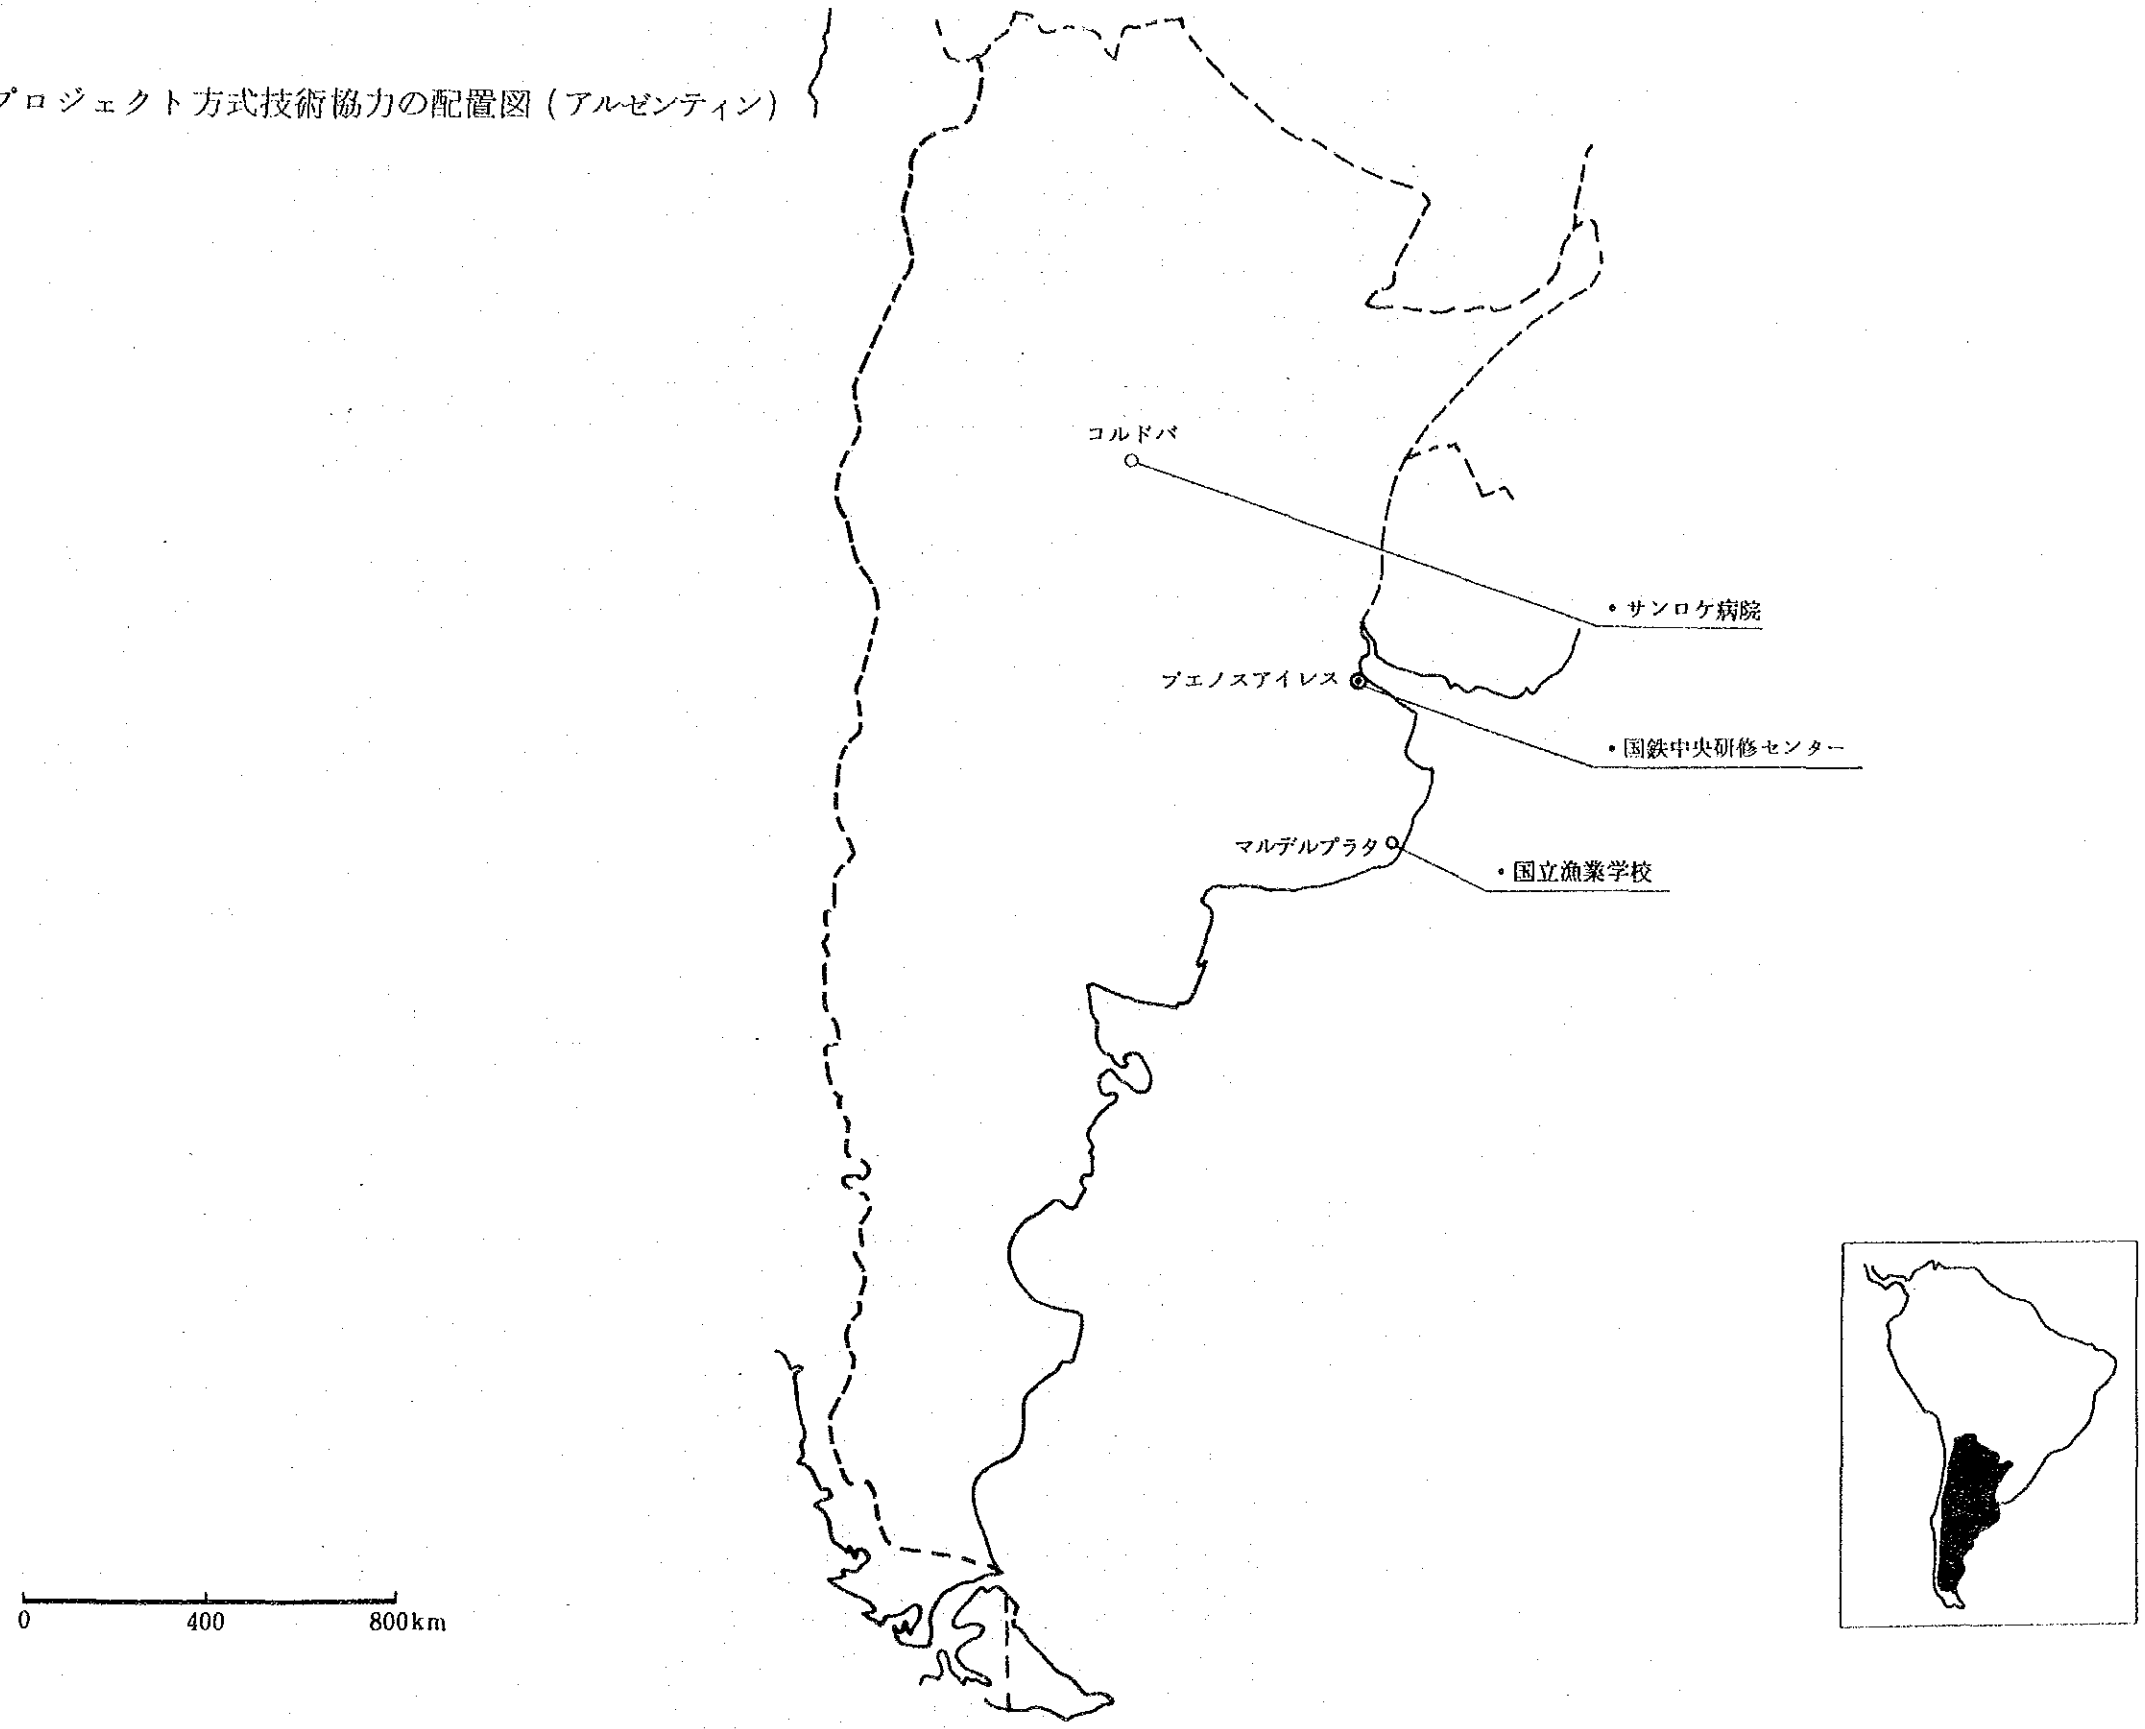 プロジェクト方式技術協力の配置図（アルゼンティン）
コルドバ
・サンロケ病院
ブエノスアイレス
・国鉄中央研修センター
マルデルプラタ
・国立漁業学校
0 400 800km